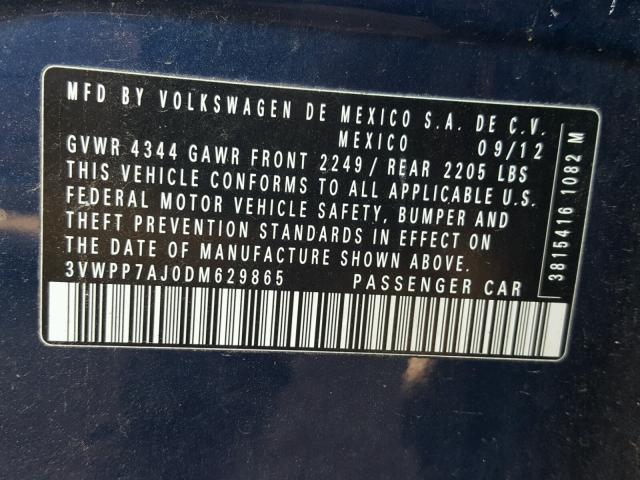 MFD BY VOLKSWAGEN DE MEXICO S.A. DE C.V.
MEXICO 09/12
GVWR 4344 GAWR FRONT 2249/ REAR 2205 LBS
THIS VEHICLE CONFORMS TO ALL APPLICABLE U.S.
FEDERAL MOTOR VEHICLE SAFETY, BUMPER AND
THEFT PREVENTION STANDARDS IN EFFECT ON
THE DATE OF MANUFACTURE SHOWN ABOVE.
3VWPP7AJ0DM629865 PASSENGER CAR
3815416 1082 M